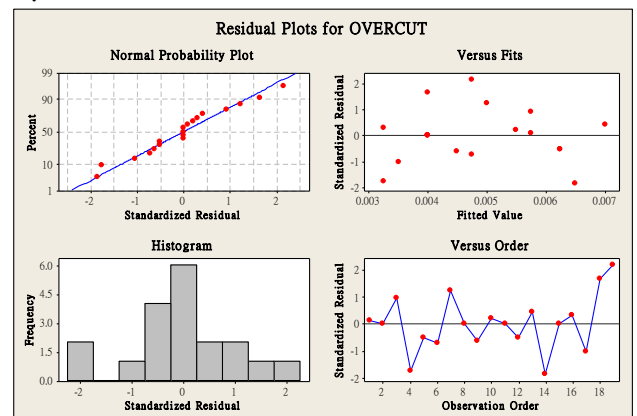 Residual Plots for OVERCUT
Normal Probability Plot
99
90
50
10
1
Percent
-2 -1 0 1 2
Standardized Residual
Versus Fits
2
1
0
-1
-2
Standardized Residual
0.003 0.004 0.005 0.006 0.007
Fitted Value
Histogram
6.0
4.5
3.0
1.5
0.0
Frequency
-2 -1 0 1 2
Standardized Residual
Versus Order
2
1
0
-1
-2
Standardized Residual
2 4 6 8 10 12 14 16 18
Observation Order